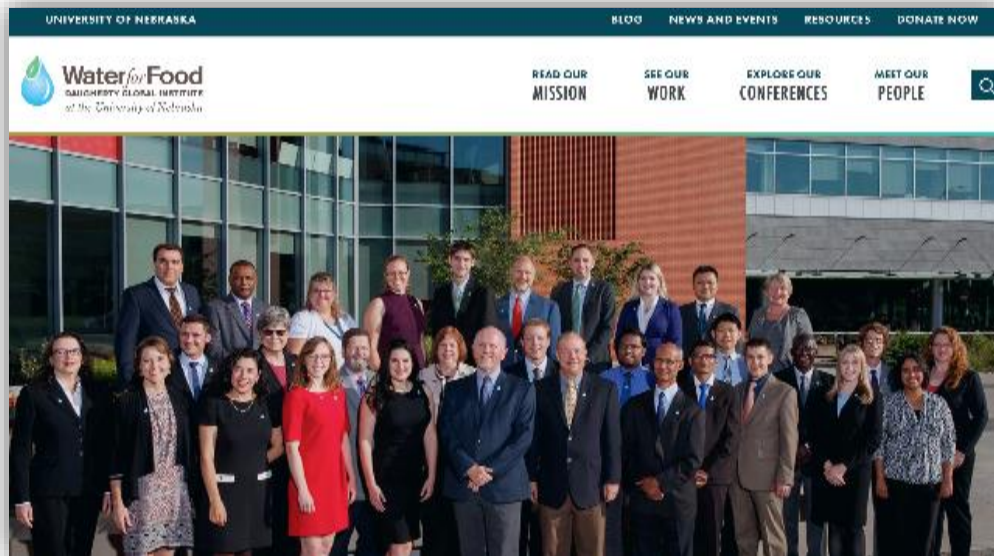 UNIVERSITY OF NEBRASKA
BLOG NEWS AND EVENTS RESOURCES DONATE NOW
Water for Food
DAUGHERTY GLOBAL INSTITUTE
at the University of Nebraska
READ OUR
MISSION
SEE OUR
WORK
EXPLORE OUR
CONFERENCES
MEET OUR
PEOPLE